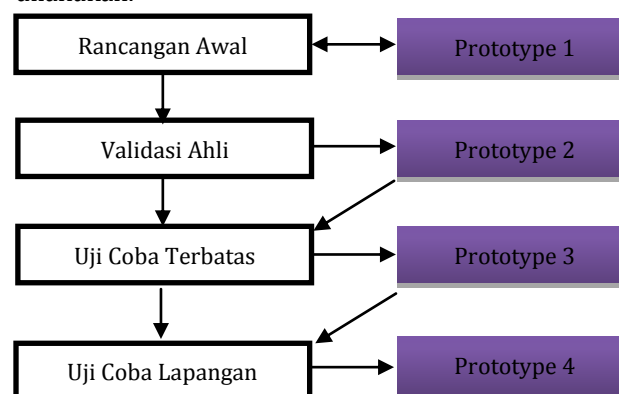 Rancangan Awal
Prototype 1
Validasi Ahli
Prototype 2
Uji Coba Terbatas
Prototype 3
Uji Coba Lapangan
Prototype 4